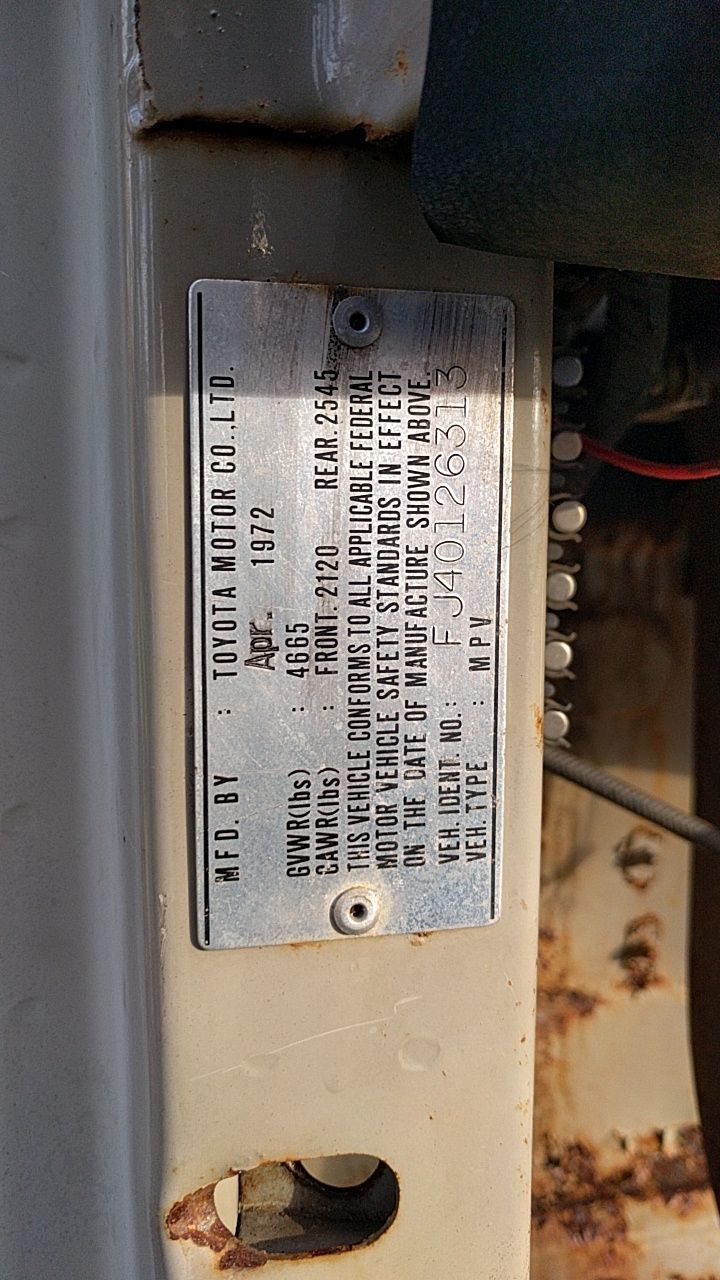 MFD. BY : TOYOTA MOTOR CO.,LTD.
Apr. 1972
GVWR(lbs) : 4665
GAWR(lbs) : FRONT. 2120 REAR. 2545
THIS VEHICLE CONFORMS TO ALL APPLICABLE FEDERAL
MOTOR VEHICLE SAFETY STANDARDS IN EFFECT
ON THE DATE OF MANUFACTURE SHOWN ABOVE.
VEH. IDENT. NO. : FJ40126313
VEH. TYPE : MPV